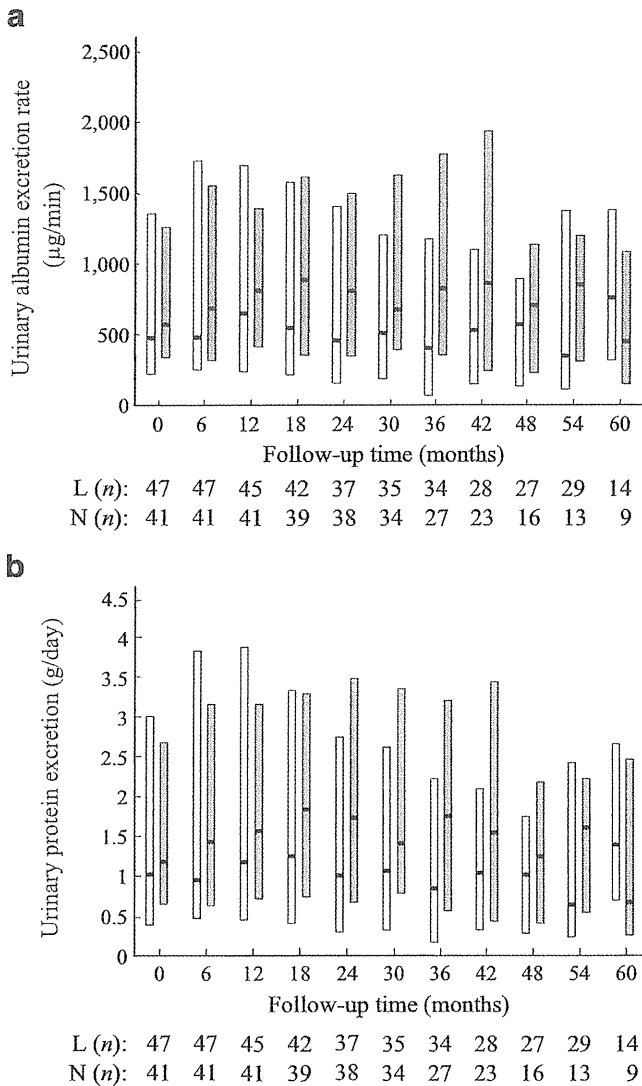 a
Urinary albumin excretion rate
(µg/min)
2,500
2,000
1,500
1,000
500
0
0 6 12 18 24 30 36 42 48 54 60
Follow-up time (months)
L (n): 47 47 45 42 37 35 34 28 27 29 14
N (n): 41 41 41 39 38 34 27 23 16 13 9
b
Urinary protein excretion (g/day)
4.5
4
3.5
3
2.5
2
1.5
1
0.5
0
0 6 12 18 24 30 36 42 48 54 60
Follow-up time (months)
L (n): 47 47 45 42 37 35 34 28 27 29 14
N (n): 41 41 41 39 38 34 27 23 16 13 9